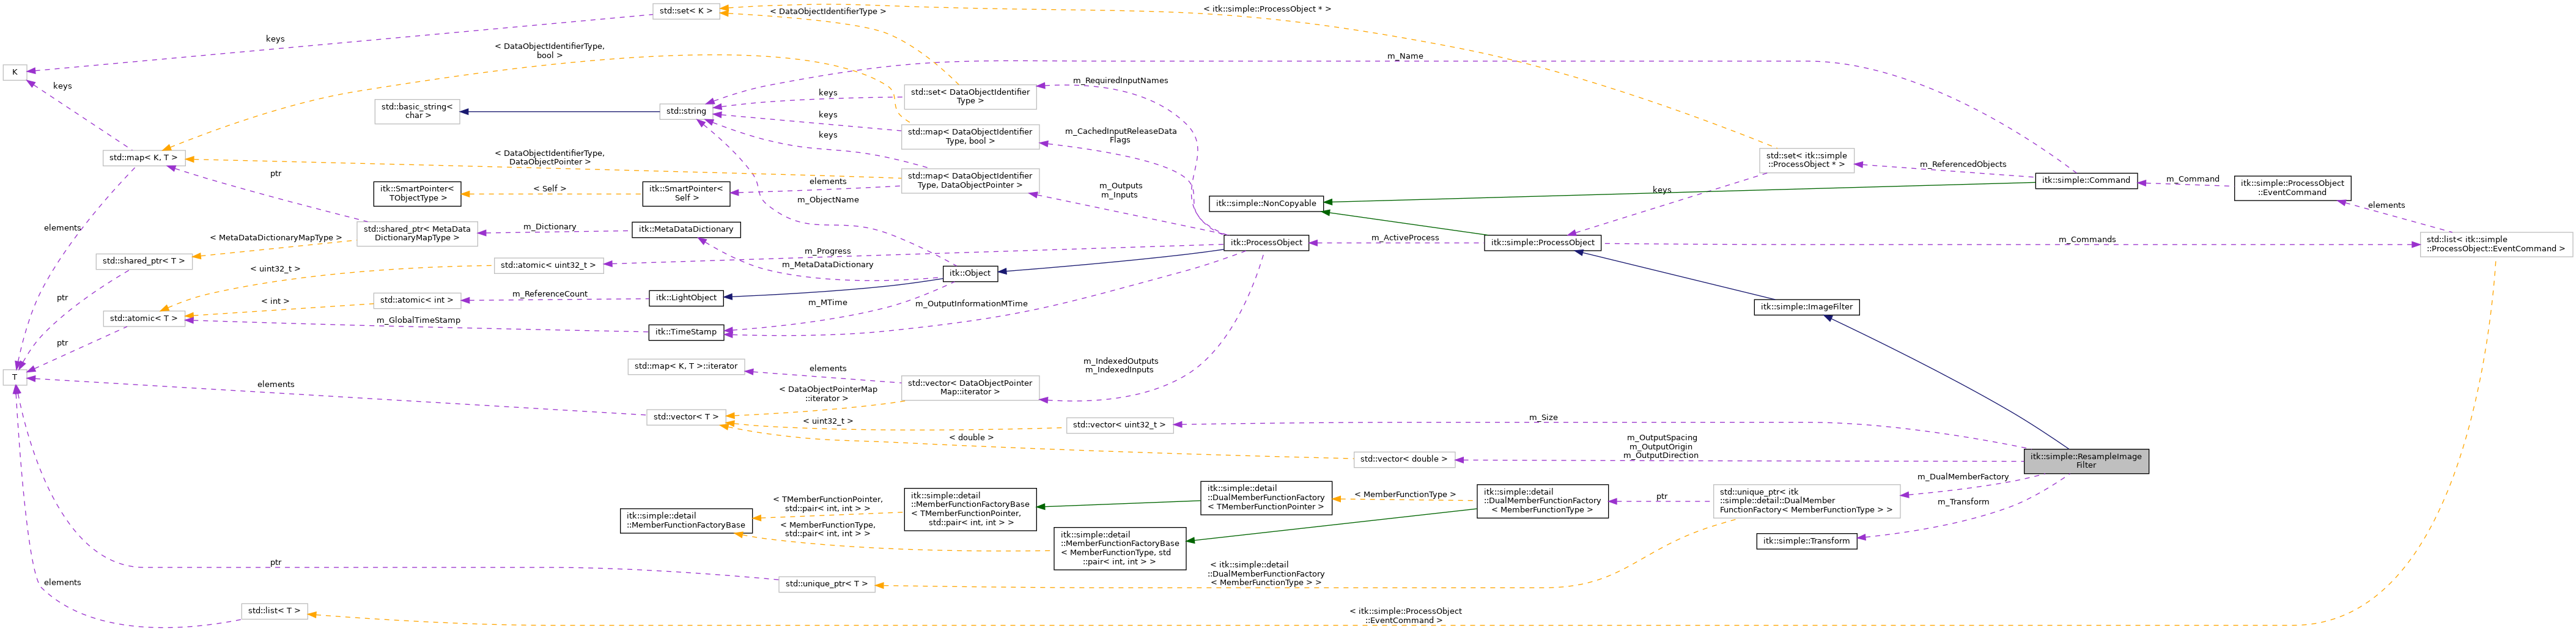 std::set< K >
< DataObjectIdentifierType >
< itk::simple::ProcessObject * >
keys
< DataObjectIdentifierType,
bool >
m_Name
K
keys
m_RequiredInputNames
std::basic_string<
char >
std::string
keys
std::set< DataObjectIdentifier
Type >
keys
keys
std::map< DataObjectIdentifier
Type, bool >
m_CachedInputReleaseData
Flags
std::map< K, T >
< DataObjectIdentifierType,
DataObjectPointer >
ptr
std::set< itk::simple
::ProcessObject * >
m_ReferencedObjects
itk::simple::Command
m_Command
itk::simple::ProcessObject
::EventCommand
elements
itk::SmartPointer<
TObjectType >
< Self >
itk::SmartPointer<
Self >
elements
std::map< DataObjectIdentifier
Type, DataObjectPointer >
m_Outputs
m_Inputs
keys
m_ObjectName
itk::simple::NonCopyable
elements
std::shared_ptr< MetaData
DictionaryMapType >
m_Dictionary
itk::MetaDataDictionary
< MetaDataDictionaryMapType >
itk::ProcessObject
m_ActiveProcess
itk::simple::ProcessObject
m_Commands
std::list< itk::simple
::ProcessObject::EventCommand >
std::shared_ptr< T >
< uint32_t >
std::atomic< uint32_t >
m_Progress
m_MetaDataDictionary
itk::Object
ptr
< int >
std::atomic< int >
m_ReferenceCount
itk::LightObject
m_MTime
m_OutputInformationMTime
itk::simple::ImageFilter
std::atomic< T >
m_GlobalTimeStamp
itk::TimeStamp
ptr
T
elements
std::map< K, T >::iterator
elements
std::vector< DataObjectPointer
Map::iterator >
m_IndexedOutputs
m_IndexedInputs
< DataObjectPointerMap
::iterator >
std::vector< T >
< uint32_t >
std::vector< uint32_t >
m_Size
< double >
std::vector< double >
m_OutputSpacing
m_OutputOrigin
m_OutputDirection
itk::simple::ResampleImage
Filter
m_DualMemberFactory
m_Transform
itk::simple::detail
::MemberFunctionFactoryBase
< TMemberFunctionPointer,
std::pair< int, int > >
< MemberFunctionType,
std::pair< int, int > >
itk::simple::detail
::MemberFunctionFactoryBase
< TMemberFunctionPointer,
std::pair< int, int > >
itk::simple::detail
::MemberFunctionFactoryBase
< MemberFunctionType, std
::pair< int, int > >
itk::simple::detail
::DualMemberFunctionFactory
< TMemberFunctionPointer >
< MemberFunctionType >
itk::simple::detail
::DualMemberFunctionFactory
< MemberFunctionType >
ptr
std::unique_ptr< itk
::simple::detail::DualMember
FunctionFactory< MemberFunctionType > >
itk::simple::Transform
ptr
std::unique_ptr< T >
< itk::simple::detail
::DualMemberFunctionFactory
< MemberFunctionType > >
elements
std::list< T >
< itk::simple::ProcessObject
::EventCommand >